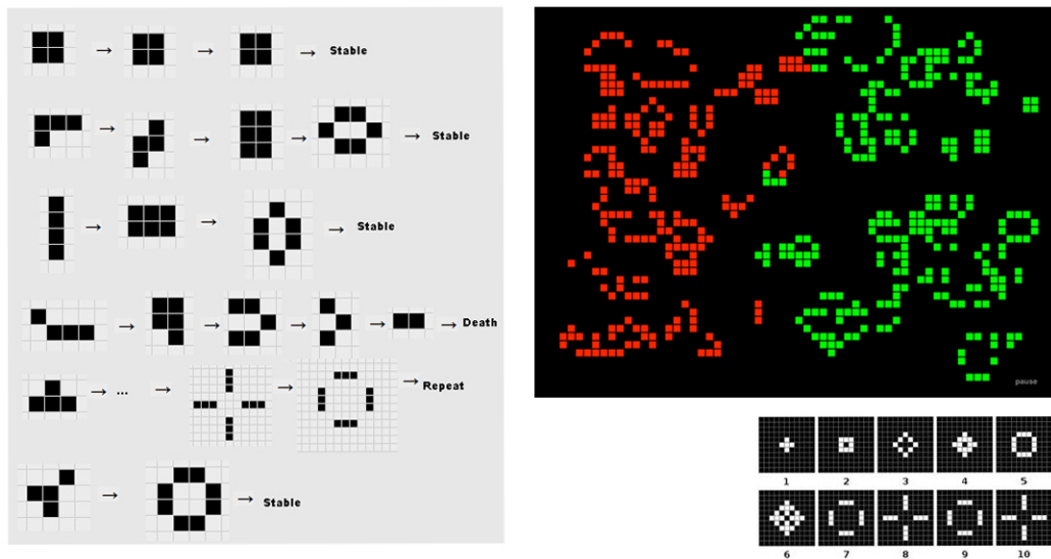 Stable
Stable
Stable
Death
...
Repeat
Stable
pause
1 2 3 4 5
6 7 8 9 10